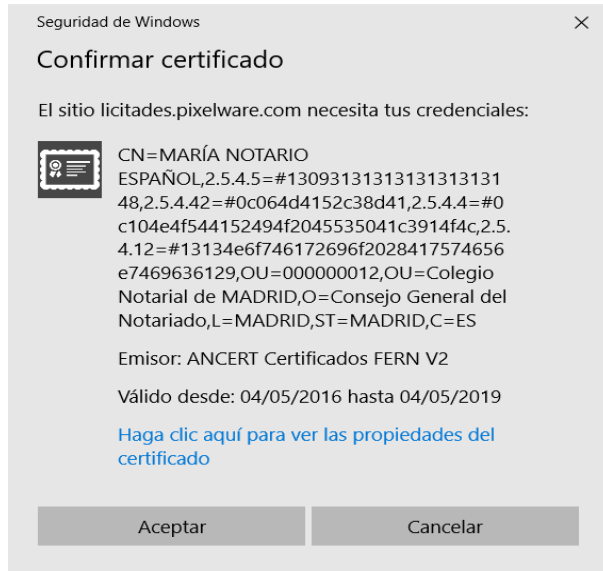 Seguridad de Windows
Confirmar certificado
El sitio licitades.pixelware.com necesita tus credenciales:
CN=MARÍA NOTARIO
ESPAÑOL,2.5.4.5=#13093131313131313131
48,2.5.4.42=#0c064d4152c38d41,2.5.4.4=#0
c104e4f544152494f2045535041c3914f4c,2.5.
4.12=#13134e6f746172696f2028417574656
e7469636129,OU=000000012,OU=Colegio
Notarial de MADRID,O=Consejo General del
Notariado,L=MADRID,ST=MADRID,C=ES
Emisor: ANCERT Certificados FERN V2
Válido desde: 04/05/2016 hasta 04/05/2019
Haga clic aquí para ver las propiedades del
certificado
Aceptar
Cancelar